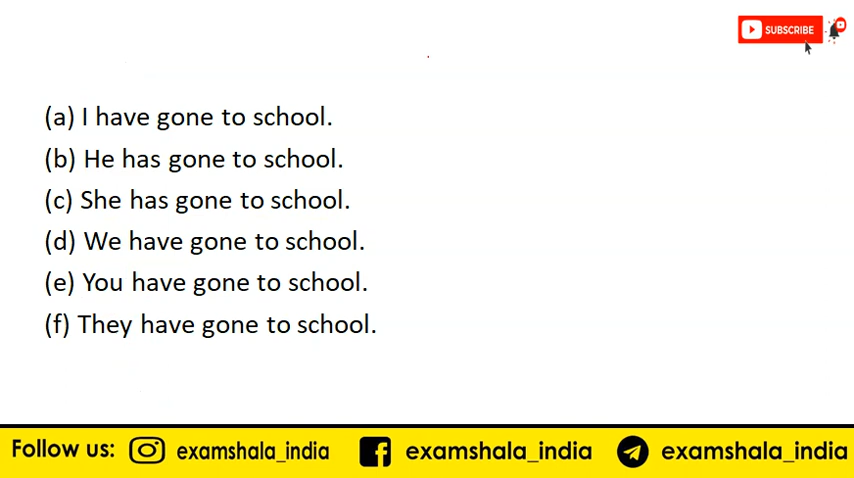 SUBSCRIBE
(a) I have gone to school.
(b) He has gone to school.
(c) She has gone to school.
(d) We have gone to school.
(e) You have gone to school.
(f) They have gone to school.
Follow us: examshala_india examshala_india examshala_india